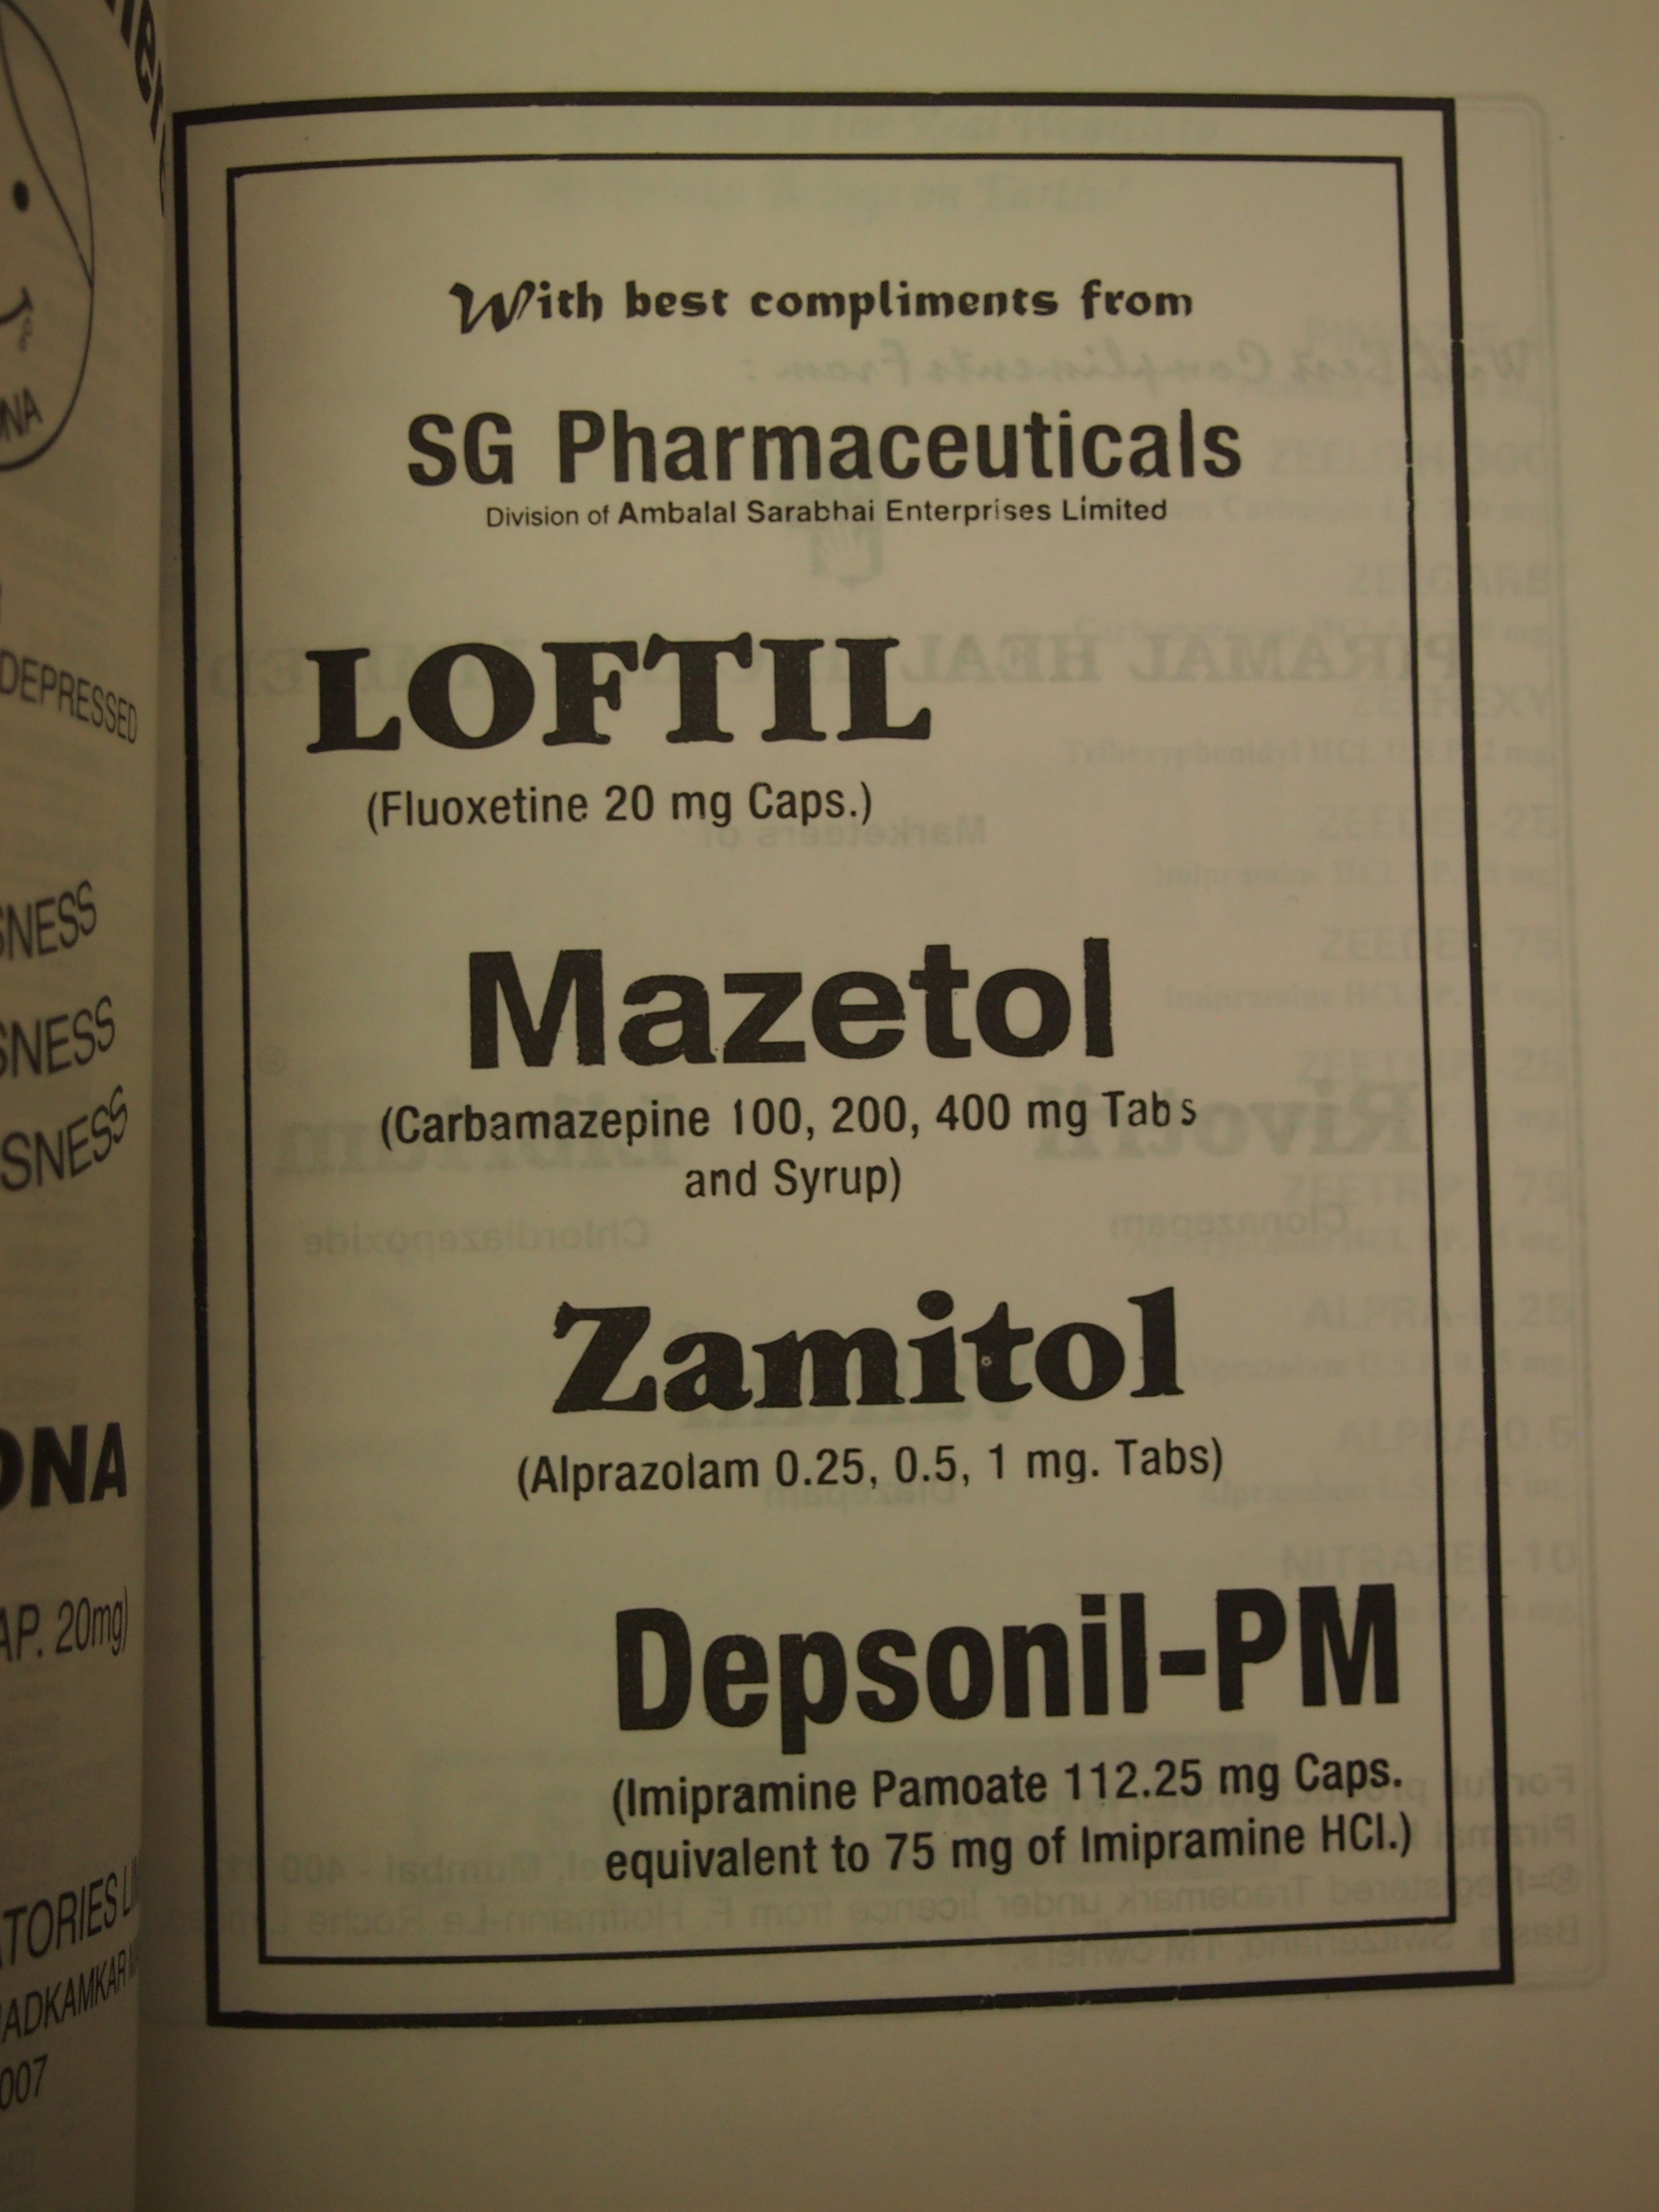 With best compliments from
SG Pharmaceuticals
Division of Ambalal Sarabhai Enterprises Limited
LOFTIL
(Fluoxetine 20 mg Caps.)
Mazetol
(Carbamazepine 100, 200, 400 mg Tabs
and Syrup)
Zamitol
(Alprazolam 0.25, 0.5, 1 mg. Tabs)
Depsonil-PM
(Imipramine Pamoate 112.25 mg Caps.
equivalent to 75 mg of Imipramine HCl.)
DEPRESSED
20mg)